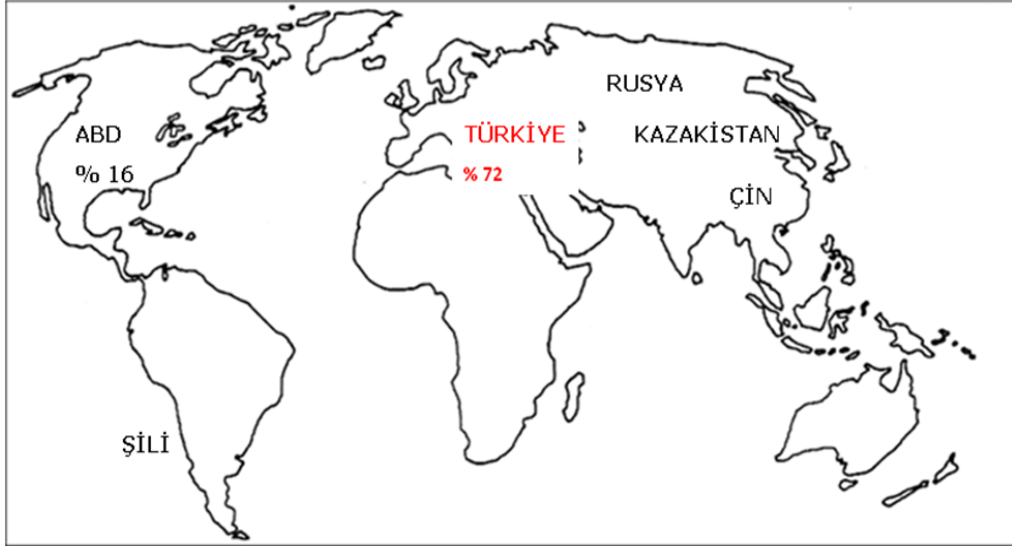 RUSYA
ABD
TÜRKİYE
KAZAKİSTAN
% 16
% 72
ÇİN
ŞİLİ